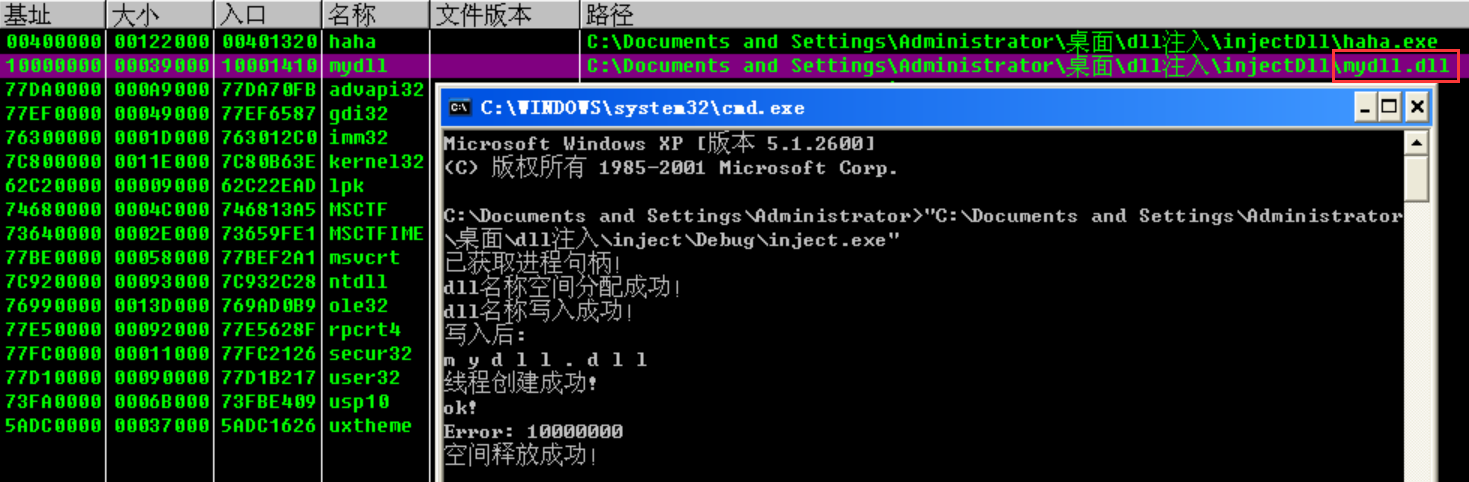 基址 大小 入口 名称 文件版本 路径
00400000 00122000 00401320 haha C:\Documents and Settings\Administrator\桌面\dll注入\injectDll\haha.exe
10000000 00039000 10001410 mydll C:\Documents and Settings\Administrator\桌面\dll注入\injectDll\mydll.dll
77DA0000 000A9000 77DA70FB advapi32
77EF0000 00049000 77EF6587 gdi32
76300000 0001D000 763012C0 imm32
7C800000 0011E000 7C80B63E kernel32
62C20000 00009000 62C22EAD lpk
74680000 0004C000 746813A5 MSCTF
73640000 0002E000 73659FE1 MSCTFIME
77BE0000 00058000 77BEF2A1 msvcrt
7C920000 00093000 7C932C28 ntdll
76990000 0013D000 769AD0B9 ole32
77E50000 00092000 77E5628F rpcrt4
77FC0000 00011000 77FC2126 secur32
77D10000 00090000 77D1B217 user32
73FA0000 0006B000 73FBE409 usp10
5ADC0000 00037000 5ADC1626 uxtheme
C:\WINDOWS\system32\cmd.exe
Microsoft Windows XP [版本 5.1.2600]
(C) 版权所有 1985-2001 Microsoft Corp.
C:\Documents and Settings\Administrator>"C:\Documents and Settings\Administrator
\桌面\dll注入\inject\Debug\inject.exe"
已获取进程句柄!
dll名称空间分配成功!
dll名称写入成功!
写入后:
m y d l l . d l l
线程创建成功!
ok!
Error: 10000000
空间释放成功!